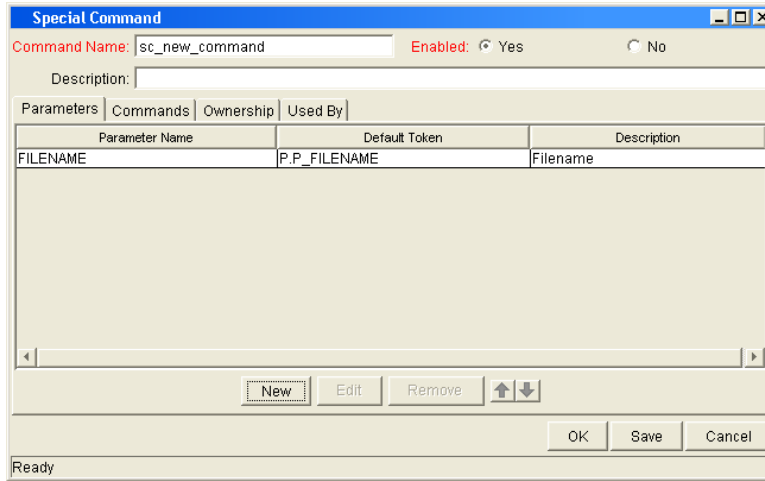 Special Command
Command Name: sc_new_command Enabled: Yes No
Description:
Parameters Commands Ownership Used By
Parameter Name Default Token Description
FILENAME P.P_FILENAME Filename
New Edit Remove
OK Save Cancel
Ready